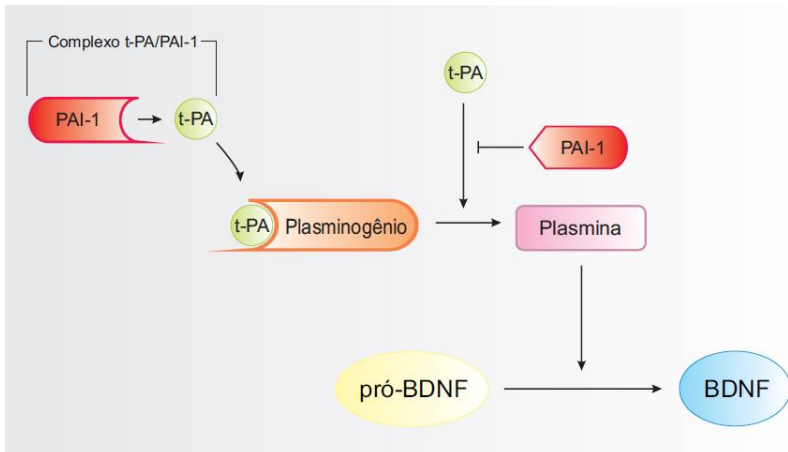 Complexo t-PA/PAI-1
PAI-1
t-PA
t-PA
PAI-1
t-PA
Plasminogênio
Plasmina
pró-BDNF
BDNF